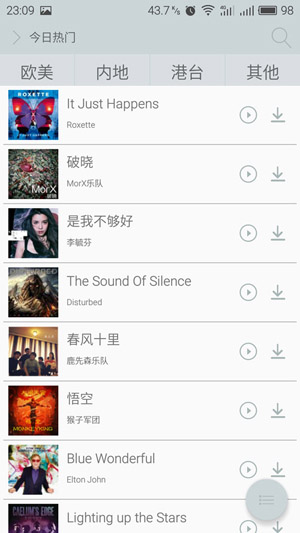 23:09
43.7 %
4G 98
今日热门
欧美 内地 港台 其他
ROXETTE
It Just Happens
Roxette
MorX
破晓
MorX乐队
是我不够好
李毓芬
DISTURBED
The Sound Of Silence
Disturbed
春风十里
鹿先森乐队
MONKEYKING
悟空
猴子军团
Blue Wonderful
Elton John
CAELUM'S EDGE
Lighting up the Stars